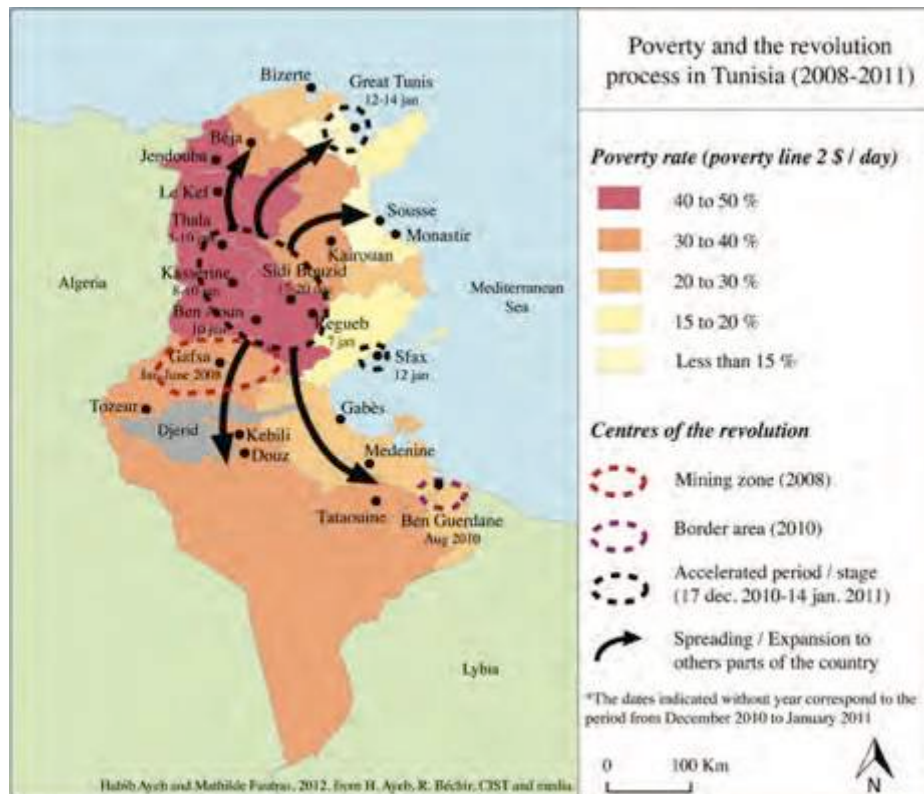 Poverty and the revolution
process in Tunisia (2008-2011)
Poverty rate (poverty line 2 $ / day)
40 to 50 %
30 to 40 %
20 to 30 %
15 to 20 %
Less than 15 %
Centres of the revolution
Mining zone (2008)
Border area (2010)
Accelerated period / stage
(17 dec. 2010-14 jan. 2011)
Spreading / Expansion to
others parts of the country
*The dates indicated without year correspond to the
period from December 2010 to January 2011
0 100 Km
N
Bizerte
Great Tunis
12-14 jan
Béja
Jendouba
Le Kef
Thala
Sousse
Monastir
Kairouan
Kasserine
Sidi Bouzid
Algeria
Mediterranean
Sea
Ben Aoun
Regueb
7 jan
Gafsa
Jan-June 2008
Sfax
12 jan
Tozeur
Djerid
Gabès
Kebili
Douz
Medenine
Tataouine
Ben Guerdane
Aug 2010
Lybia
Habib Ayeb and Mathilde Fautras, 2012, from H. Ayeb, R. Béchir, CIST and media